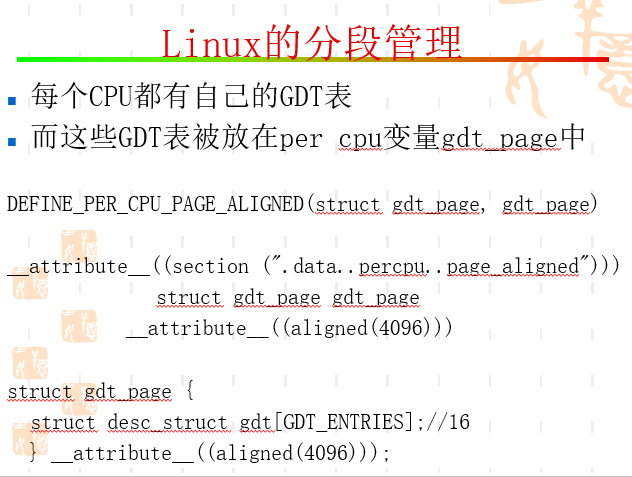 Linux的分段管理
每个CPU都有自己的GDT表
而这些GDT表被放在per cpu变量gdt_page中
DEFINE_PER_CPU_PAGE_ALIGNED(struct gdt_page, gdt_page)
__attribute__((section (".data..percpu..page_aligned")))
struct gdt_page gdt_page
__attribute__((aligned(4096)))
struct gdt_page {
struct desc_struct gdt[GDT_ENTRIES];//16
} __attribute__((aligned(4096)));